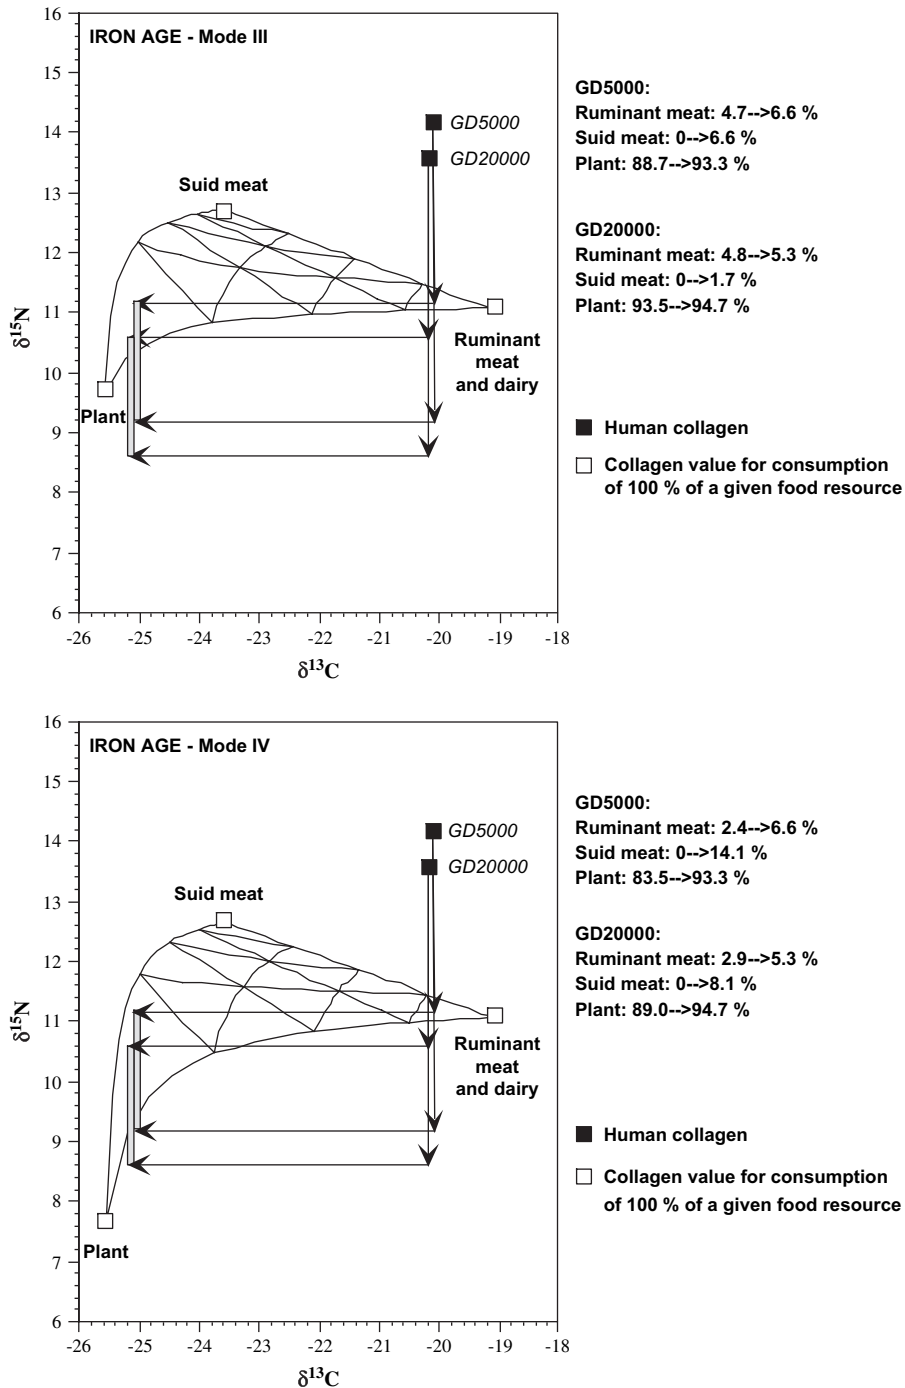 IRON AGE - Mode III
16
15
14
13
12
11
10
9
8
7
6
δ15N
-26
-25
-24
-23
-22
-21
-20
-19
-18
δ13C
GD5000
GD20000
Suid meat
Plant
Ruminant
meat
and dairy
GD5000:
Ruminant meat: 4.7-->6.6 %
Suid meat: 0-->6.6 %
Plant: 88.7-->93.3 %
GD20000:
Ruminant meat: 4.8-->5.3 %
Suid meat: 0-->1.7 %
Plant: 93.5-->94.7 %
Human collagen
Collagen value for consumption
of 100 % of a given food resource
IRON AGE - Mode IV
16
15
14
13
12
11
10
9
8
7
6
δ15N
-26
-25
-24
-23
-22
-21
-20
-19
-18
δ13C
GD5000
GD20000
Suid meat
Ruminant
meat
and dairy
Plant
GD5000:
Ruminant meat: 2.4-->6.6 %
Suid meat: 0-->14.1 %
Plant: 83.5-->93.3 %
GD20000:
Ruminant meat: 2.9-->5.3 %
Suid meat: 0-->8.1 %
Plant: 89.0-->94.7 %
Human collagen
Collagen value for consumption
of 100 % of a given food resource